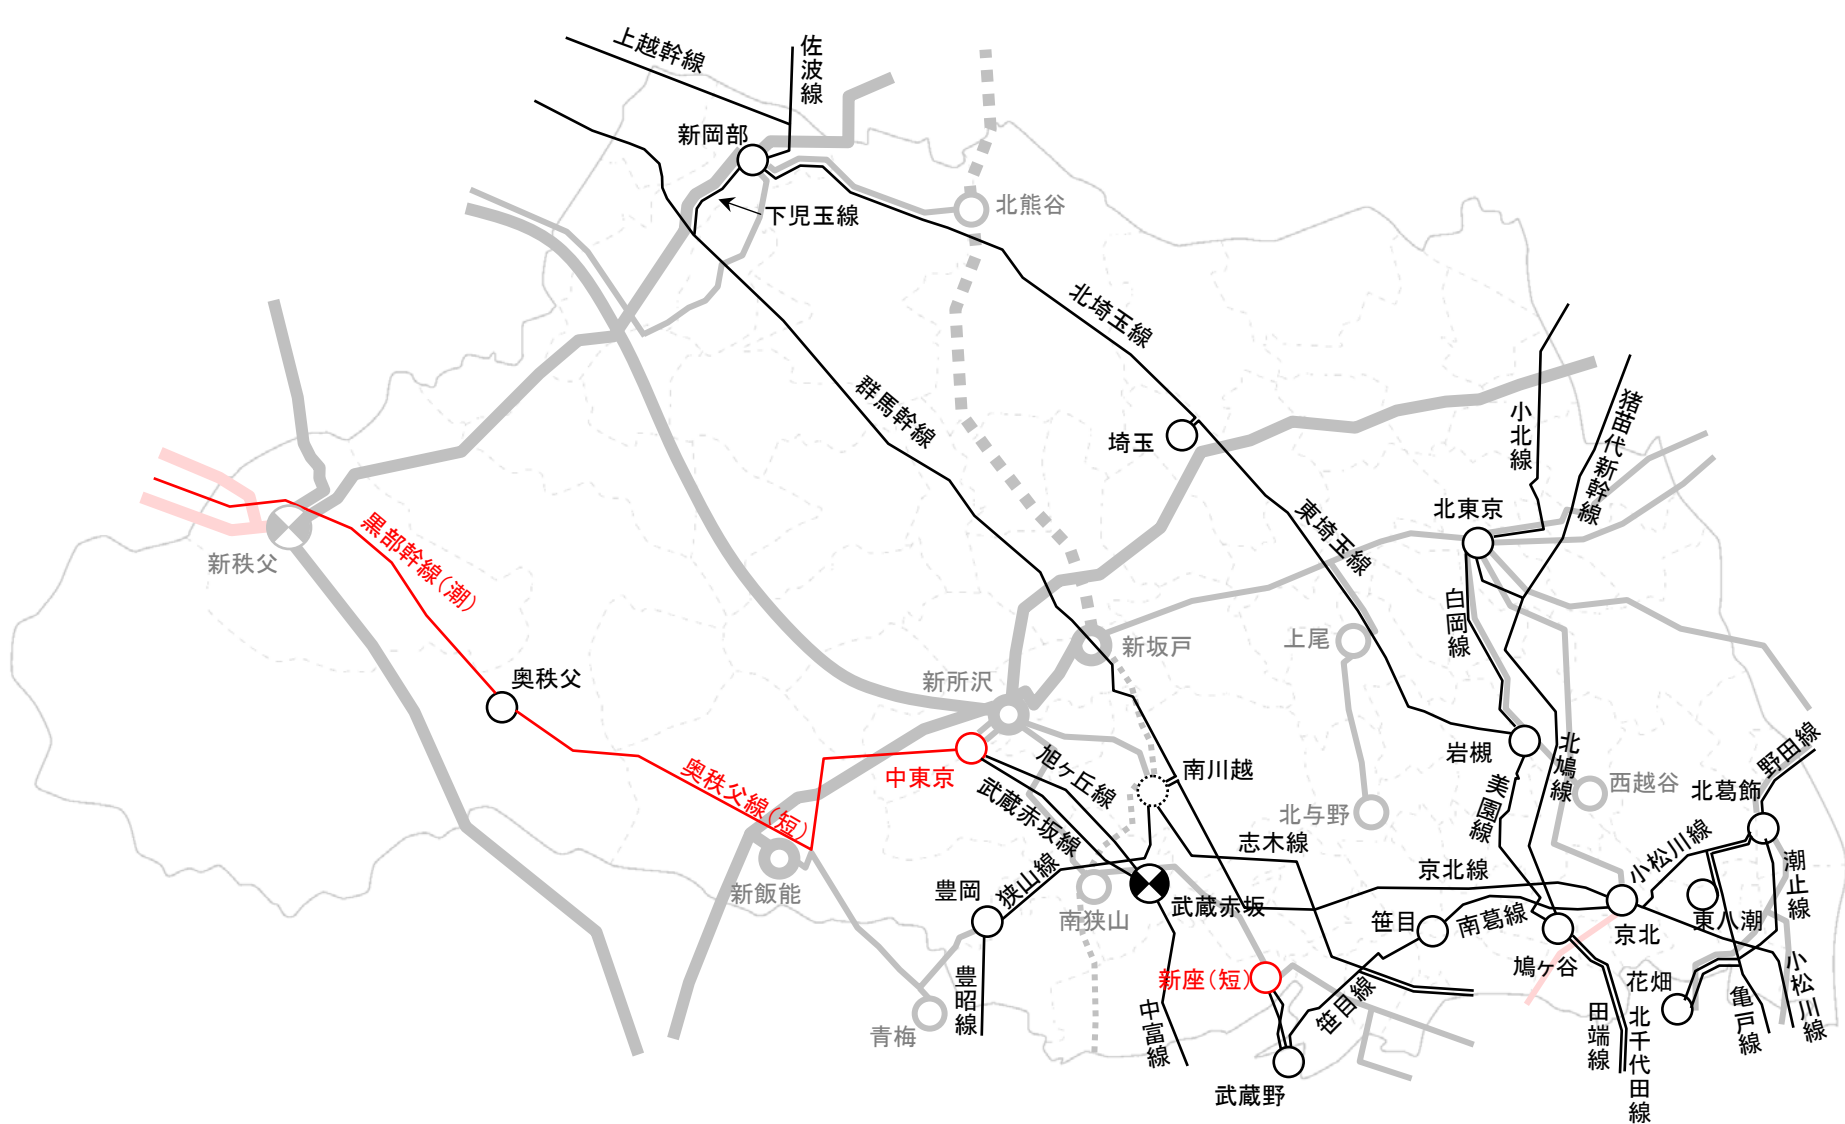 上越幹線
佐波線
新岡部
下児玉線
北熊谷
北埼玉線
群馬幹線
埼玉
小北線
猪苗代新幹線
北東京
東埼玉線
新秩父
黒部幹線(潮)
白岡線
上尾
新坂戸
新所沢
奥秩父
中東京
奥秩父線(短)
旭ヶ丘線
武蔵赤坂線
南川越
岩槻
北鳩線
美園線
西越谷
北葛飾
野田線
北与野
志木線
京北線
小松川線
潮止線
新飯能
豊岡
狭山線
南狭山
武蔵赤坂
笹目
南葛線
京北
東八潮
鳩ヶ谷
花畑
小松川線
新座(短)
豊昭線
青梅
中富線
笹目線
田端線
北千代田線
亀戸線
武蔵野